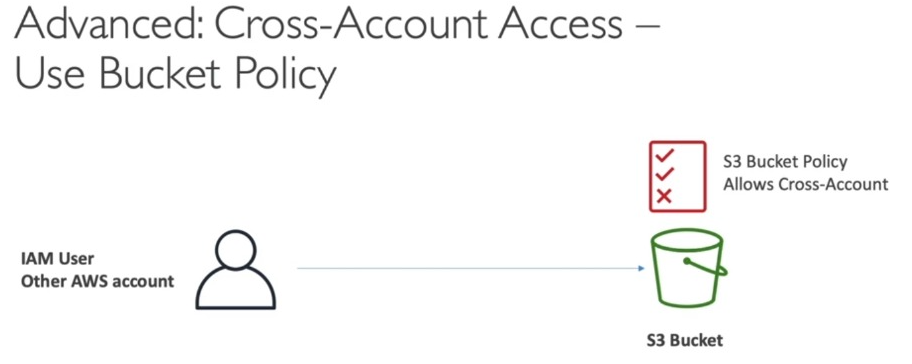 Advanced: Cross-Account Access –
Use Bucket Policy
S3 Bucket Policy
Allows Cross-Account
IAM User
Other AWS account
S3 Bucket